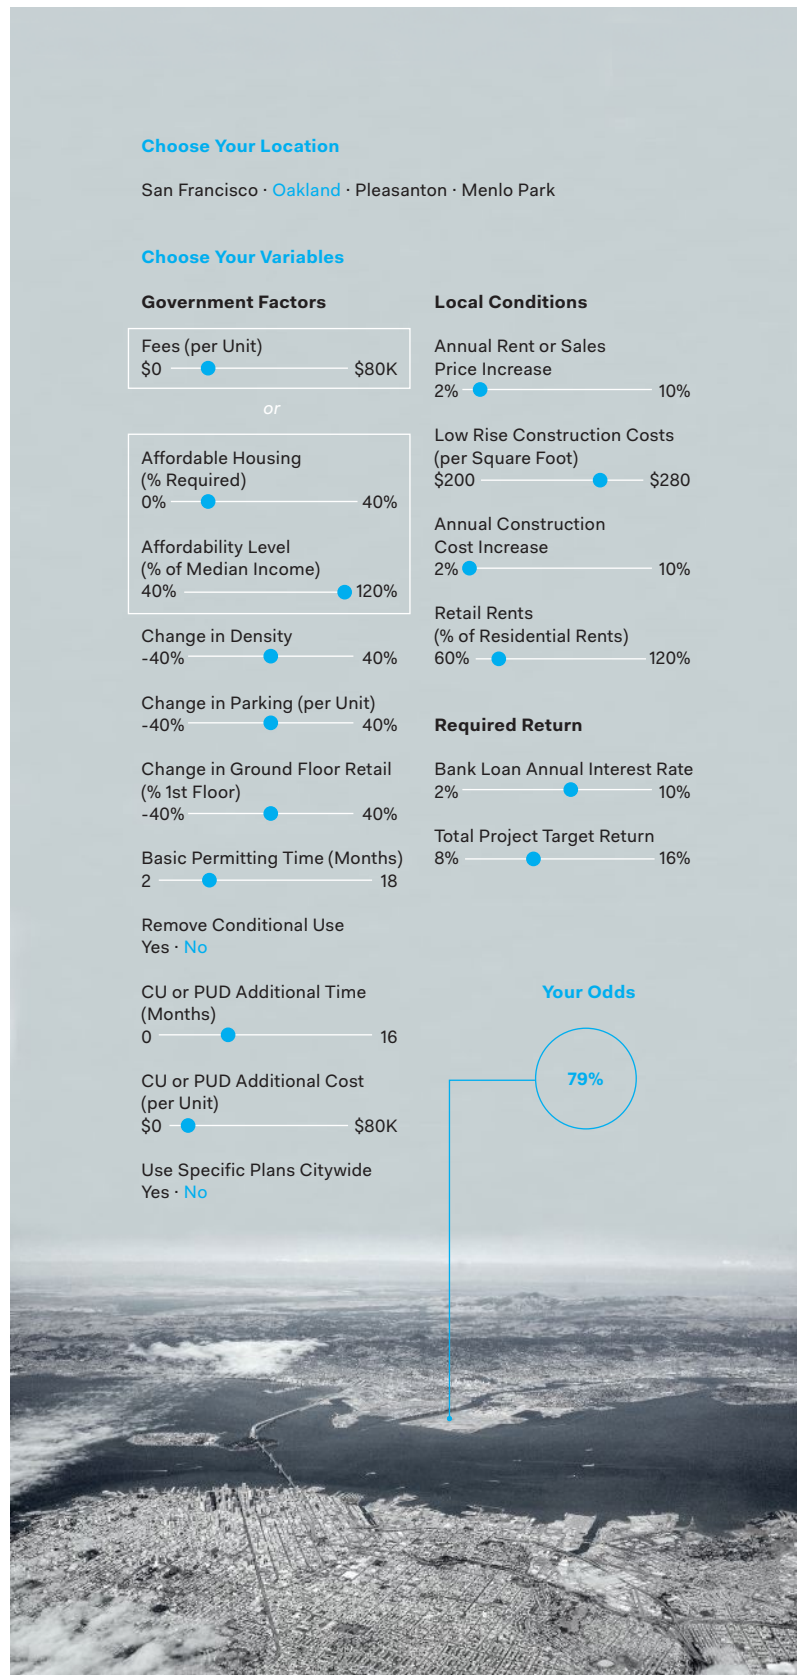 Choose Your Location
San Francisco · Oakland · Pleasanton · Menlo Park
Choose Your Variables
Government Factors
Fees (per Unit)
$0 $80K
or
Affordable Housing
(% Required)
0% 40%
Affordability Level
(% of Median Income)
40% 120%
Change in Density
-40% 40%
Change in Parking (per Unit)
-40% 40%
Change in Ground Floor Retail
(% 1st Floor)
-40% 40%
Basic Permitting Time (Months)
2 18
Remove Conditional Use
Yes · No
CU or PUD Additional Time
(Months)
0 16
CU or PUD Additional Cost
(per Unit)
$0 $80K
Use Specific Plans Citywide
Yes · No
Local Conditions
Annual Rent or Sales
Price Increase
2% 10%
Low Rise Construction Costs
(per Square Foot)
$200 $280
Annual Construction
Cost Increase
2% 10%
Retail Rents
(% of Residential Rents)
60% 120%
Required Return
Bank Loan Annual Interest Rate
2% 10%
Total Project Target Return
8% 16%
Your Odds
79%